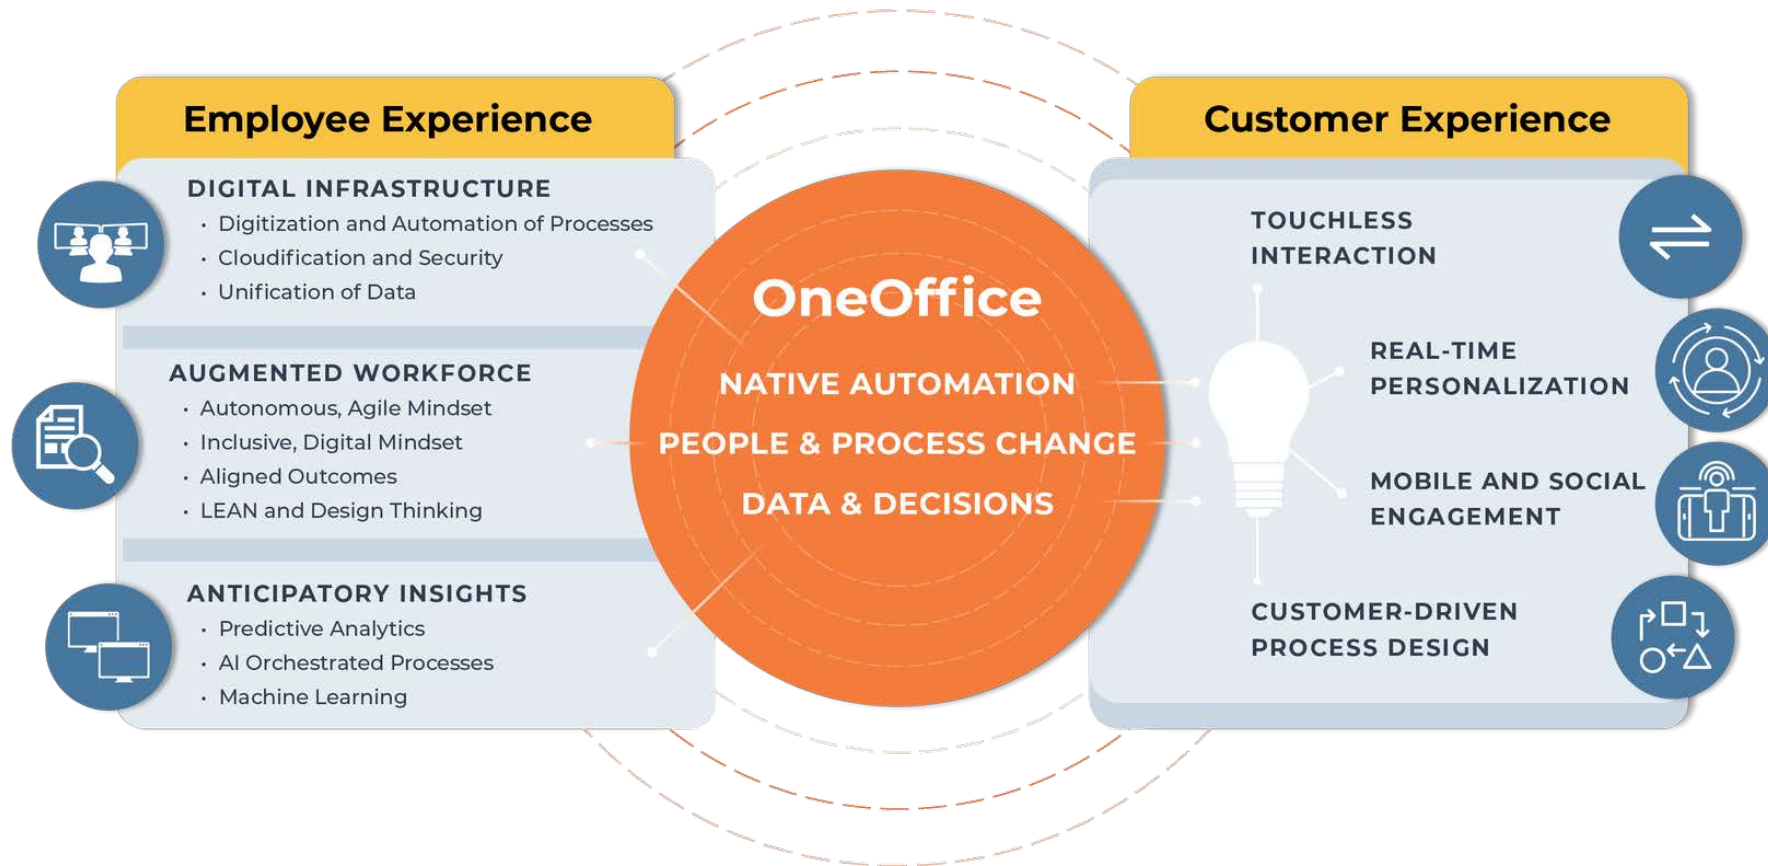 Employee Experience
DIGITAL INFRASTRUCTURE
• Digitization and Automation of Processes
• Cloudification and Security
• Unification of Data
AUGMENTED WORKFORCE
• Autonomous, Agile Mindset
• Inclusive, Digital Mindset
• Aligned Outcomes
• LEAN and Design Thinking
ANTICIPATORY INSIGHTS
• Predictive Analytics
• AI Orchestrated Processes
• Machine Learning
OneOffice
NATIVE AUTOMATION
PEOPLE & PROCESS CHANGE
DATA & DECISIONS
Customer Experience
TOUCHLESS
INTERACTION
REAL-TIME
PERSONALIZATION
MOBILE AND SOCIAL
ENGAGEMENT
CUSTOMER-DRIVEN
PROCESS DESIGN